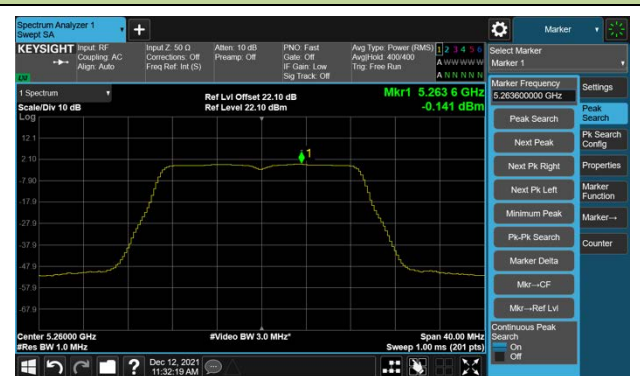 Spectrum Analyzer 1
Swept SA
+
Marker
KEYSIGHT
Input: RF
Coupling: AC
Align: Auto
Input Z: 50 Ω
Corrections: Off
Freq Ref: Int (S)
Atten: 10 dB
Preamp: Off
PNO: Fast
Gate: Off
IF Gain: Low
Sig Track: Off
Avg Type: Power (RMS)
Avg|Hold: 400/400
Trig: Free Run
1 2 3 4 5 6
A W W W W W
A N N N N N
Select Marker
Marker 1
1 Spectrum
Scale/Div 10 dB
Log
Ref Lvl Offset 22.10 dB
Ref Level 22.10 dBm
Mkr1 5.263 6 GHz
-0.141 dBm
12.1
2.10
-7.90
-17.9
-27.9
-37.9
-47.9
-57.9
-67.9
1
Center 5.26000 GHz
#Res BW 1.0 MHz
#Video BW 3.0 MHz*
Span 40.00 MHz
Sweep 1.00 ms (201 pts)
Marker Frequency
5.263600000 GHz
Peak Search
Next Peak
Next Pk Right
Next Pk Left
Minimum Peak
Pk-Pk Search
Marker Delta
Mkr→CF
Mkr→Ref Lvl
Continuous Peak
Search
On
Off
Settings
Peak
Search
Pk Search
Config
Properties
Marker
Function
Marker→
Counter
?
Dec 12, 2021
11:32:19 AM